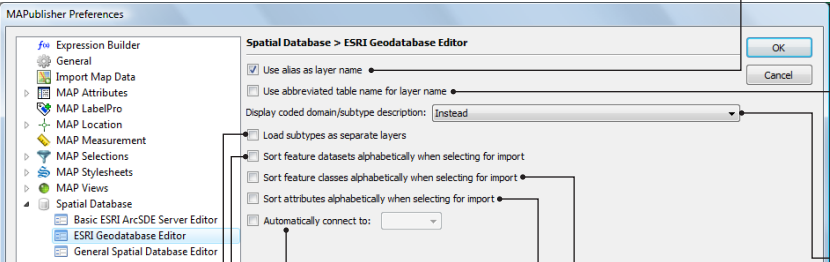 MAPublisher Preferences
fx Expression Builder
General
Import Map Data
MAP Attributes
MAP LabelPro
MAP Location
MAP Measurement
MAP Selections
MAP Stylesheets
MAP Views
Spatial Database
Basic ESRI ArcSDE Server Editor
ESRI Geodatabase Editor
General Spatial Database Editor
Spatial Database > ESRI Geodatabase Editor
Use alias as layer name
Use abbreviated table name for layer name
Display coded domain/subtype description: Instead
Load subtypes as separate layers
Sort feature datasets alphabetically when selecting for import
Sort feature classes alphabetically when selecting for import
Sort attributes alphabetically when selecting for import
Automatically connect to:
OK
Cancel